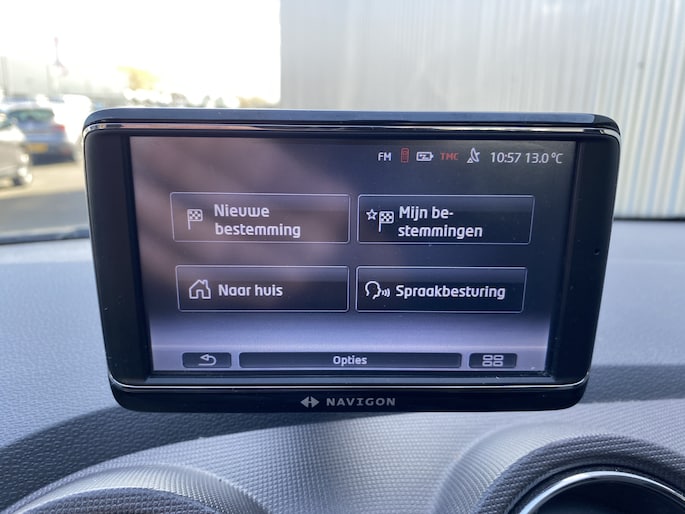 FM TMC 10:57 13.0 °C
Nieuwe
bestemming
Mijn be-
stemmingen
Naar huis
Spraakbesturing
Opties
NAVIGON